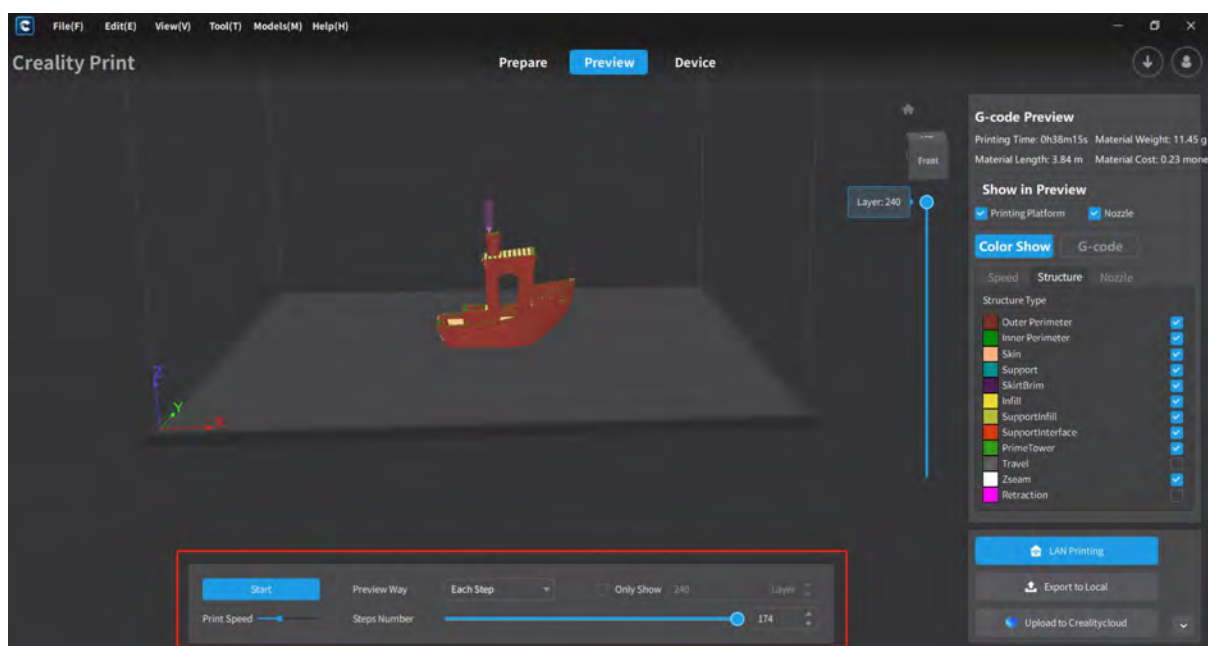 File(F) Edit(E) View(V) Tool(T) Models(M) Help(H)
Creality Print
Prepare Preview Device
Front
Layer: 240
Z
Y
X
G-code Preview
Printing Time: 0h38m15s Material Weight: 11.45 g
Material Length: 3.84 m Material Cost: 0.23 mone
Show in Preview
Printing Platform Nozzle
Color Show G-code
Speed Structure Nozzle
Structure Type
Outer Perimeter
Inner Perimeter
Skin
Support
SkirtBrim
Infill
SupportInfill
SupportInterface
PrimeTower
Travel
Zseam
Retraction
LAN Printing
Export to Local
Upload to Crealitycloud
Start Preview Way Each Step Only Show 240 Layer
Print Speed Steps Number 174